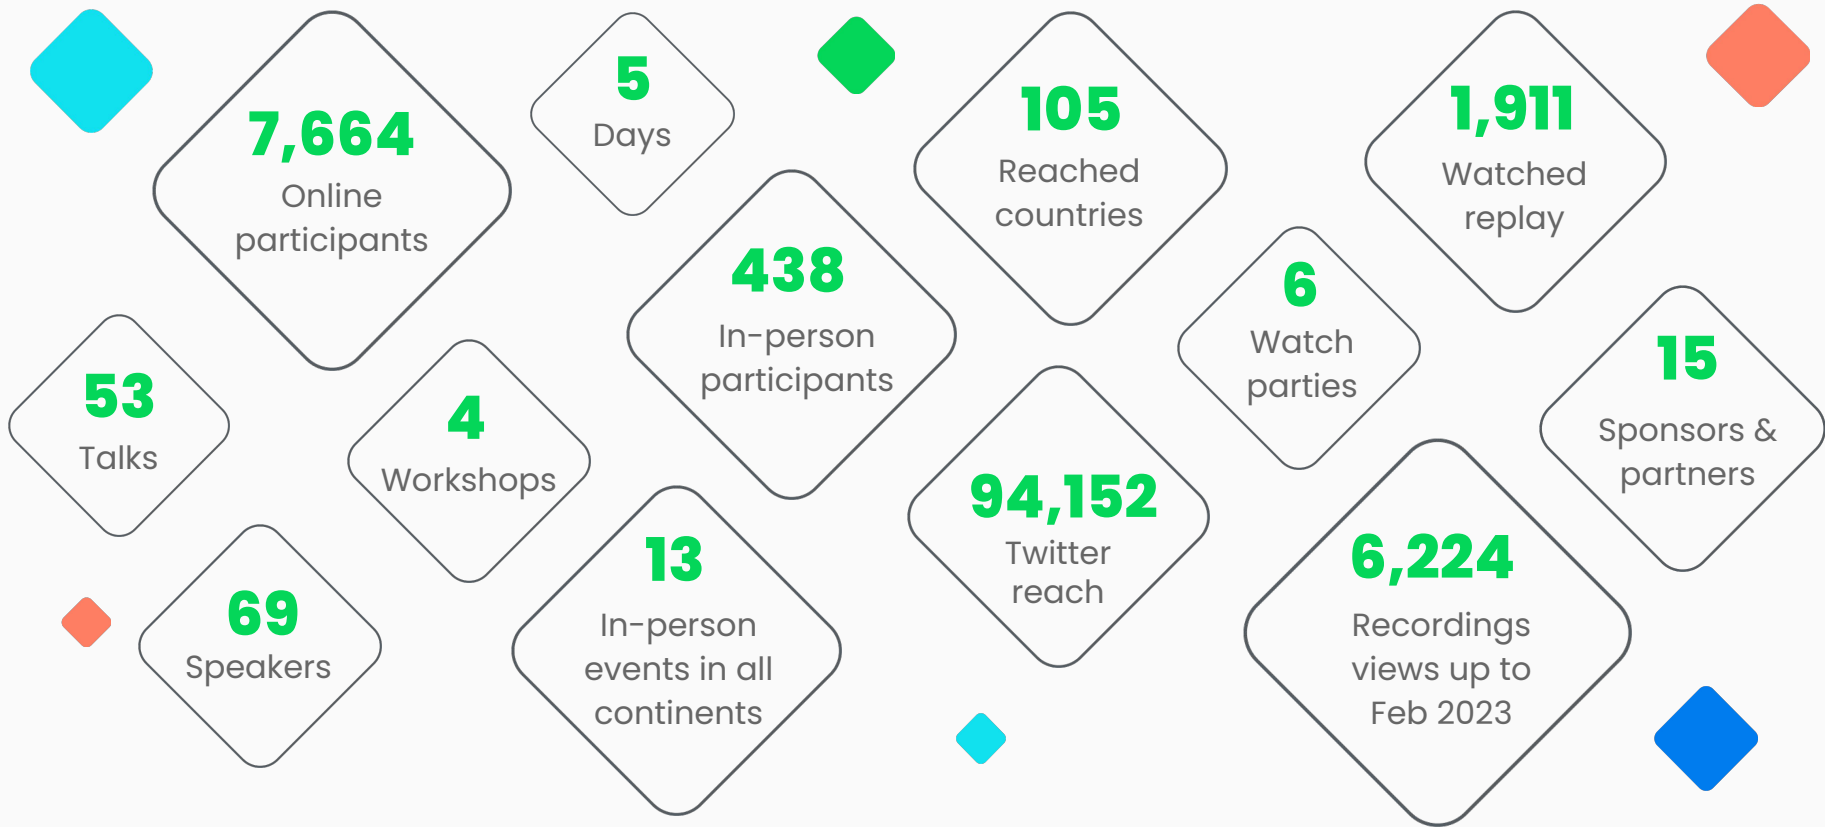 7,664
Online
participants
5
Days
105
Reached
countries
1,911
Watched
replay
438
In-person
participants
6
Watch
parties
15
Sponsors &
partners
53
Talks
4
Workshops
94,152
Twitter
reach
69
Speakers
13
In-person
events in all
continents
6,224
Recordings
views up to
Feb 2023